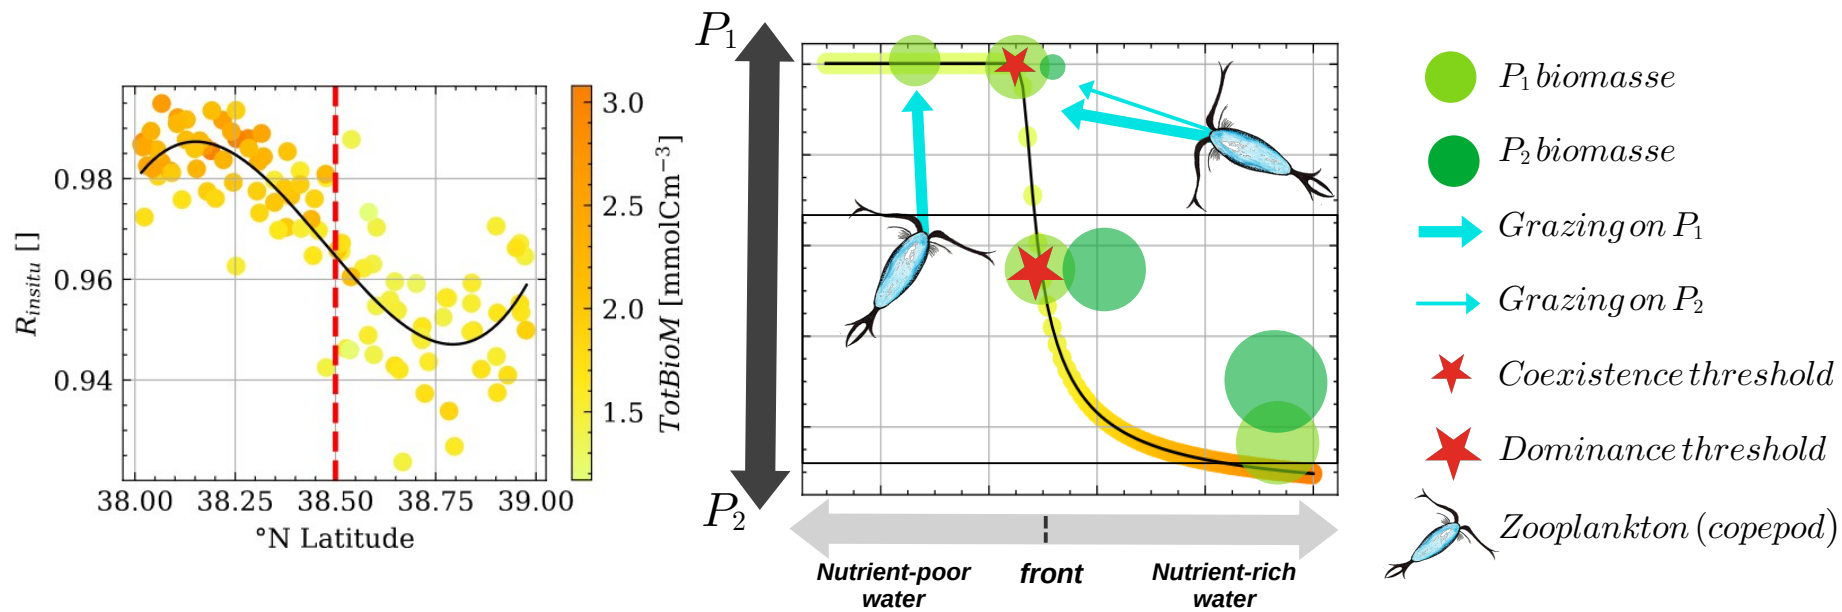 0.98
0.96
0.94
R_{insitu} []
38.00 38.25 38.50 38.75 39.00
°N Latitude
3.0
2.5
2.0
1.5
TotBioM [mmolCm⁻³]
P₁
P₂
Nutrient-poor
water
front
Nutrient-rich
water
P₁ biomasse
P₂ biomasse
Grazing on P₁
Grazing on P₂
Coexistence threshold
Dominance threshold
Zooplankton (copepod)